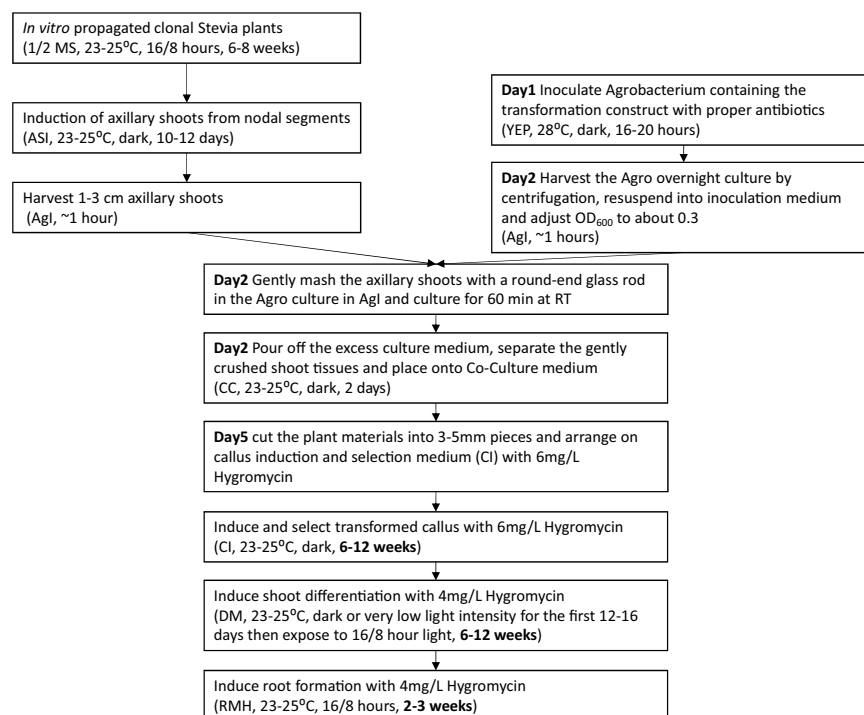 In vitro propagated clonal Stevia plants
(1/2 MS, 23-25⁰C, 16/8 hours, 6-8 weeks)
Induction of axillary shoots from nodal segments
(ASI, 23-25⁰C, dark, 10-12 days)
Harvest 1-3 cm axillary shoots
(AgI, ~1 hour)
Day1 Inoculate Agrobacterium containing the
transformation construct with proper antibiotics
(YEP, 28⁰C, dark, 16-20 hours)
Day2 Harvest the Agro overnight culture by
centrifugation, resuspend into inoculation medium
and adjust OD₆₀₀ to about 0.3
(AgI, ~1 hours)
Day2 Gently mash the axillary shoots with a round-end glass rod
in the Agro culture in AgI and culture for 60 min at RT
Day2 Pour off the excess culture medium, separate the gently
crushed shoot tissues and place onto Co-Culture medium
(CC, 23-25⁰C, dark, 2 days)
Day5 cut the plant materials into 3-5mm pieces and arrange on
callus induction and selection medium (CI) with 6mg/L
Hygromycin
Induce and select transformed callus with 6mg/L Hygromycin
(CI, 23-25⁰C, dark, 6-12 weeks)
Induce shoot differentiation with 4mg/L Hygromycin
(DM, 23-25⁰C, dark or very low light intensity for the first 12-16
days then expose to 16/8 hour light, 6-12 weeks)
Induce root formation with 4mg/L Hygromycin
(RMH, 23-25⁰C, 16/8 hours, 2-3 weeks)